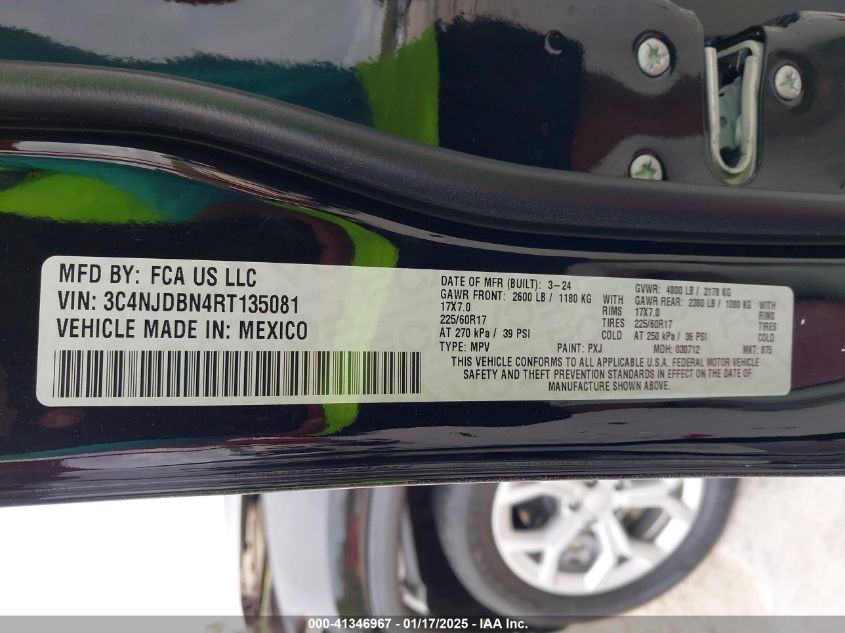 MFD BY: FCA US LLC
VIN: 3C4NJDBN4RT135081
VEHICLE MADE IN: MEXICO
DATE OF MFR (BUILT): 3-24 GVWR: 4800 LB / 2178 KG
GAWR FRONT: 2600 LB / 1180 KG GAWR REAR: 2380 LB / 1080 KG
17X7.0 RIMS 17X7.0 RIMS
225/60R17 TIRES 225/60R17 TIRES
AT 270 kPa / 39 PSI COLD AT 250 kPa / 36 PSI COLD
TYPE: MPV PAINT: PXJ MDH: 030712 MKT: 875
THIS VEHICLE CONFORMS TO ALL APPLICABLE U.S.A. FEDERAL MOTOR VEHICLE
SAFETY AND THEFT PREVENTION STANDARDS IN EFFECT ON THE DATE OF
MANUFACTURE SHOWN ABOVE.
000-41346967 - 01/17/2025 - IAA Inc.